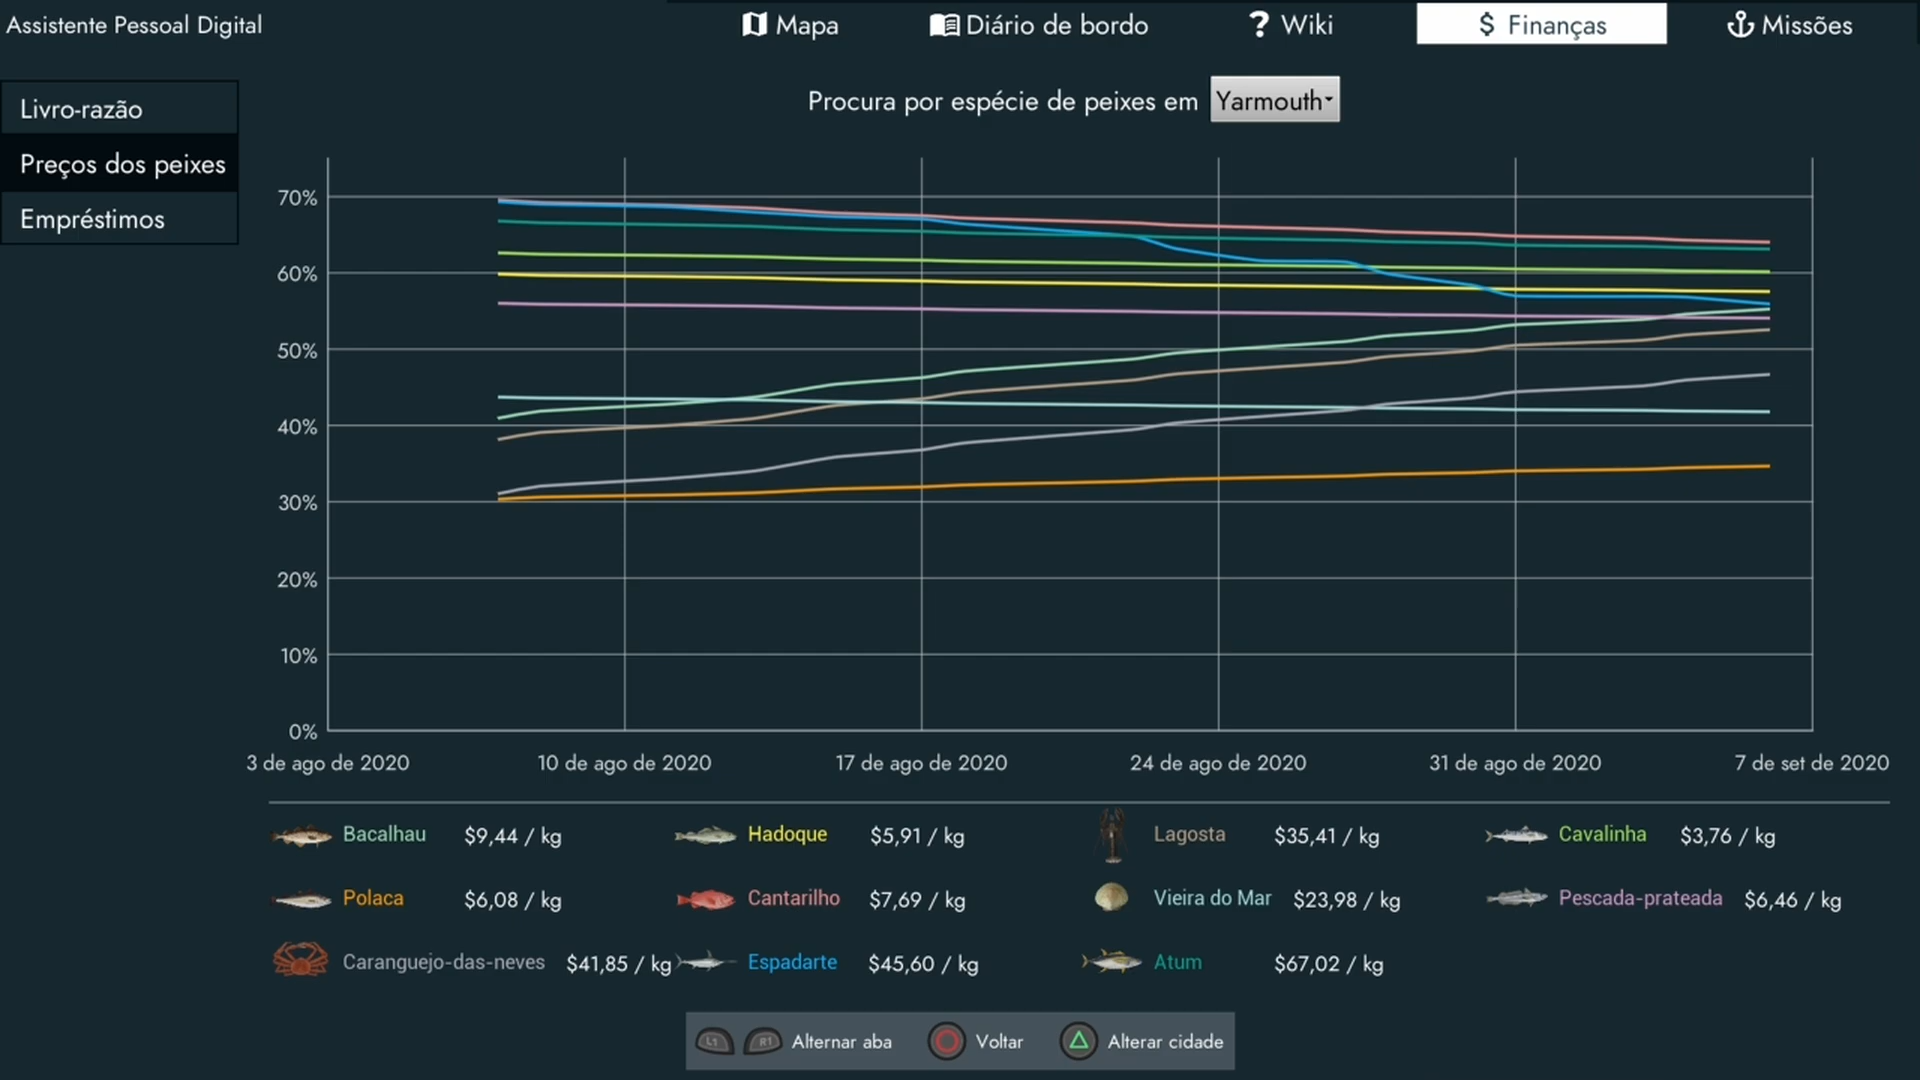 Assistente Pessoal Digital
Mapa
Diário de bordo
? Wiki
$ Finanças
Missões
Livro-razão
Preços dos peixes
Empréstimos
Procura por espécie de peixes em Yarmouth
70%
60%
50%
40%
30%
20%
10%
0%
3 de ago de 2020
10 de ago de 2020
17 de ago de 2020
24 de ago de 2020
31 de ago de 2020
7 de set de 2020
Bacalhau $9,44 / kg
Hadoque $5,91 / kg
Lagosta $35,41 / kg
Cavalinha $3,76 / kg
Polaca $6,08 / kg
Cantarilho $7,69 / kg
Vieira do Mar $23,98 / kg
Pescada-prateada $6,46 / kg
Caranguejo-das-neves $41,85 / kg
Espadarte $45,60 / kg
Atum $67,02 / kg
L1 R1 Alternar aba
Voltar
Alterar cidade